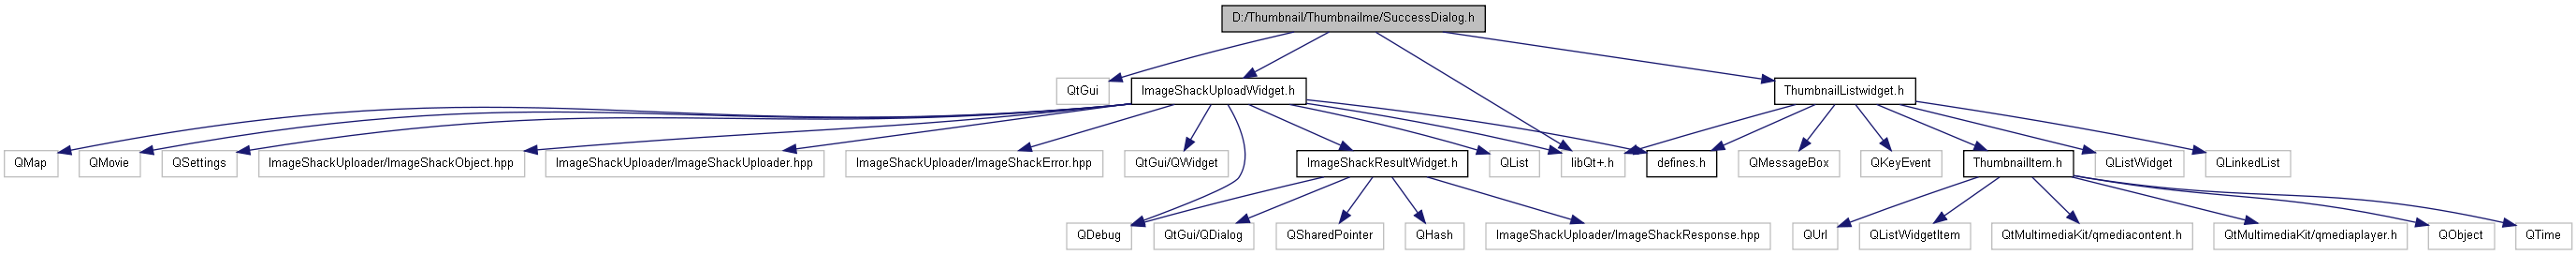 D:/Thumbnail/Thumbnailme/SuccessDialog.h
QtGui
ImageShackUploadWidget.h
ThumbnailListwidget.h
QMap
QMovie
QSettings
ImageShackUploader/ImageShackObject.hpp
ImageShackUploader/ImageShackUploader.hpp
ImageShackUploader/ImageShackError.hpp
QtGui/QWidget
ImageShackResultWidget.h
QList
libQt+.h
defines.h
QMessageBox
QKeyEvent
ThumbnailItem.h
QListWidget
QLinkedList
QDebug
QtGui/QDialog
QSharedPointer
QHash
ImageShackUploader/ImageShackResponse.hpp
QUrl
QListWidgetItem
QtMultimediaKit/qmediacontent.h
QtMultimediaKit/qmediaplayer.h
QObject
QTime